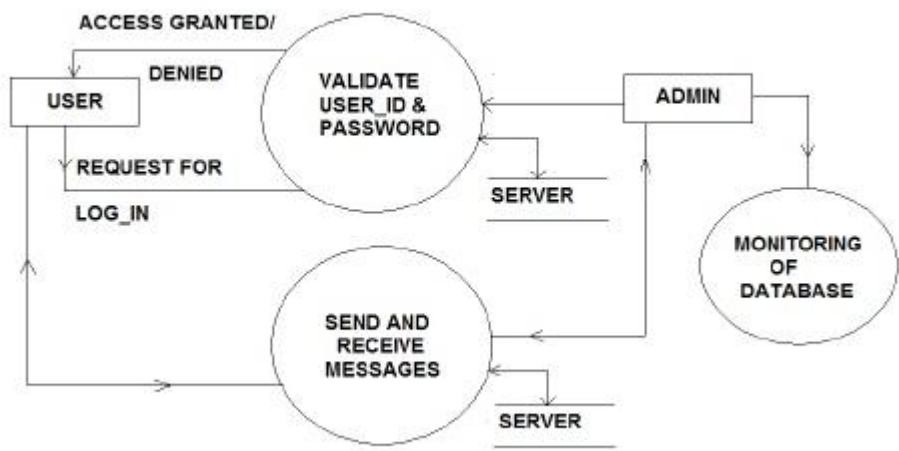 ACCESS GRANTED/
DENIED
USER
REQUEST FOR
LOG_IN
VALIDATE
USER_ID &
PASSWORD
SERVER
ADMIN
MONITORING
OF
DATABASE
SEND AND
RECEIVE
MESSAGES
SERVER